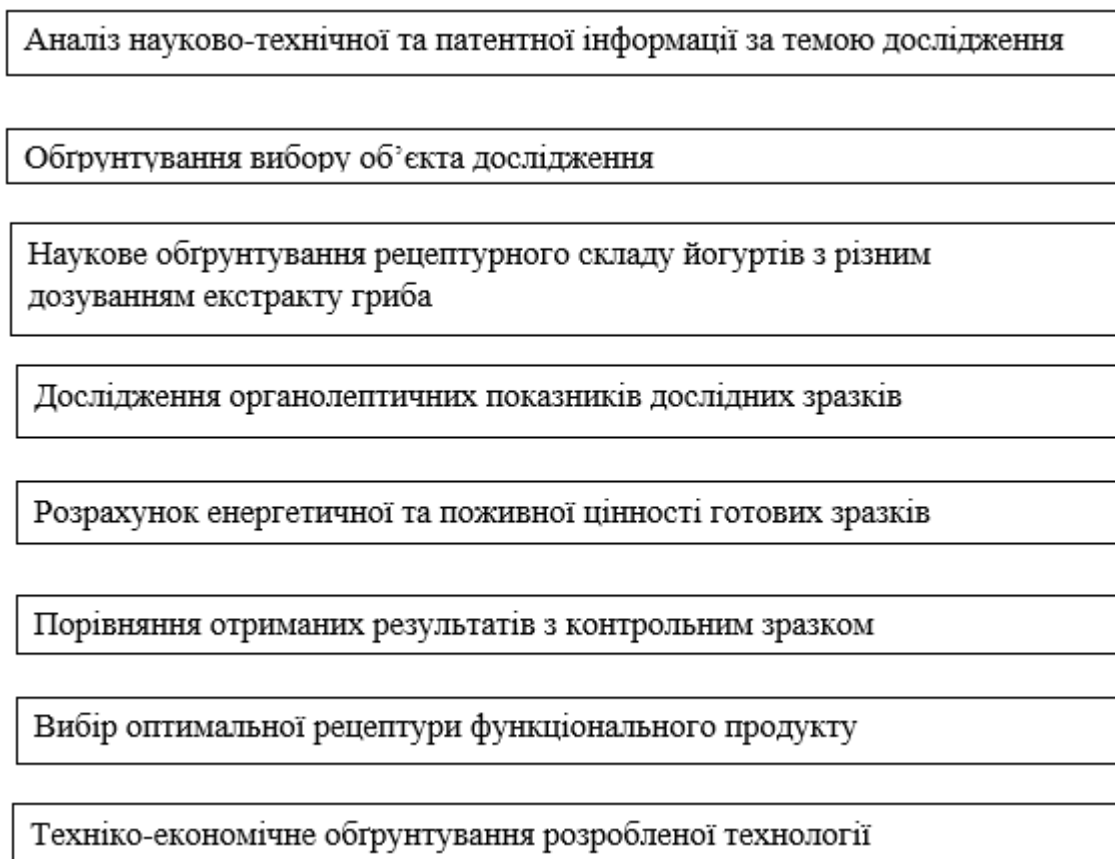 Аналіз науково-технічної та патентної інформації за темою дослідження
Обґрунтування вибору об’єкта дослідження
Наукове обґрунтування рецептурного складу йогуртів з різним
дозуванням екстракту гриба
Дослідження органолептичних показників дослідних зразків
Розрахунок енергетичної та поживної цінності готових зразків
Порівняння отриманих результатів з контрольним зразком
Вибір оптимальної рецептури функціонального продукту
Техніко-економічне обґрунтування розробленої технології